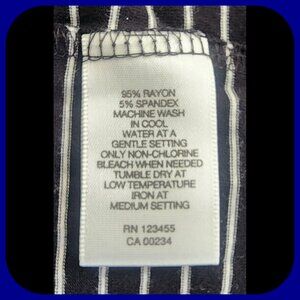 95% RAYON
5% SPANDEX
MACHINE WASH
IN COOL
WATER AT A
GENTLE SETTING
ONLY NON-CHLORINE
BLEACH WHEN NEEDED
TUMBLE DRY AT
LOW TEMPERATURE
IRON AT
MEDIUM SETTING
RN 123455
CA 00234